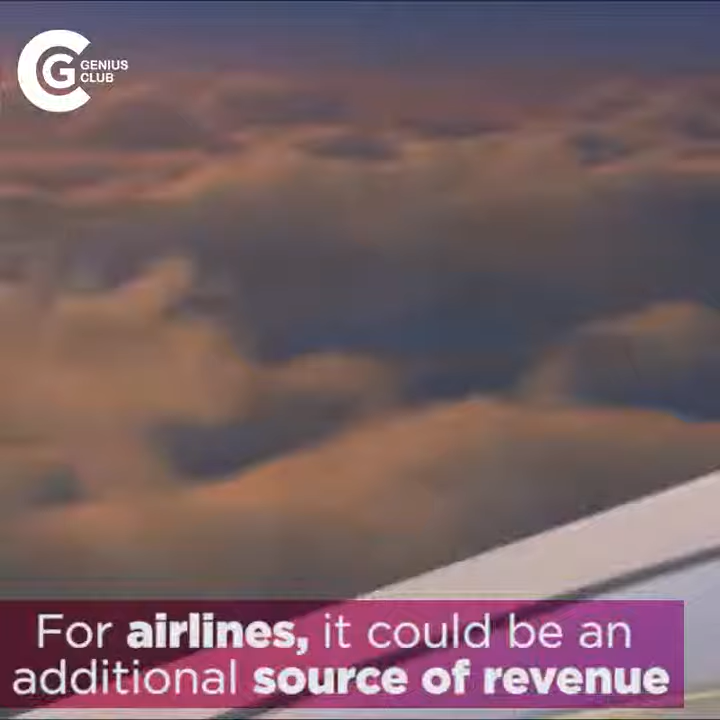 GENIUS
CLUB
For airlines, it could be an
additional source of revenue